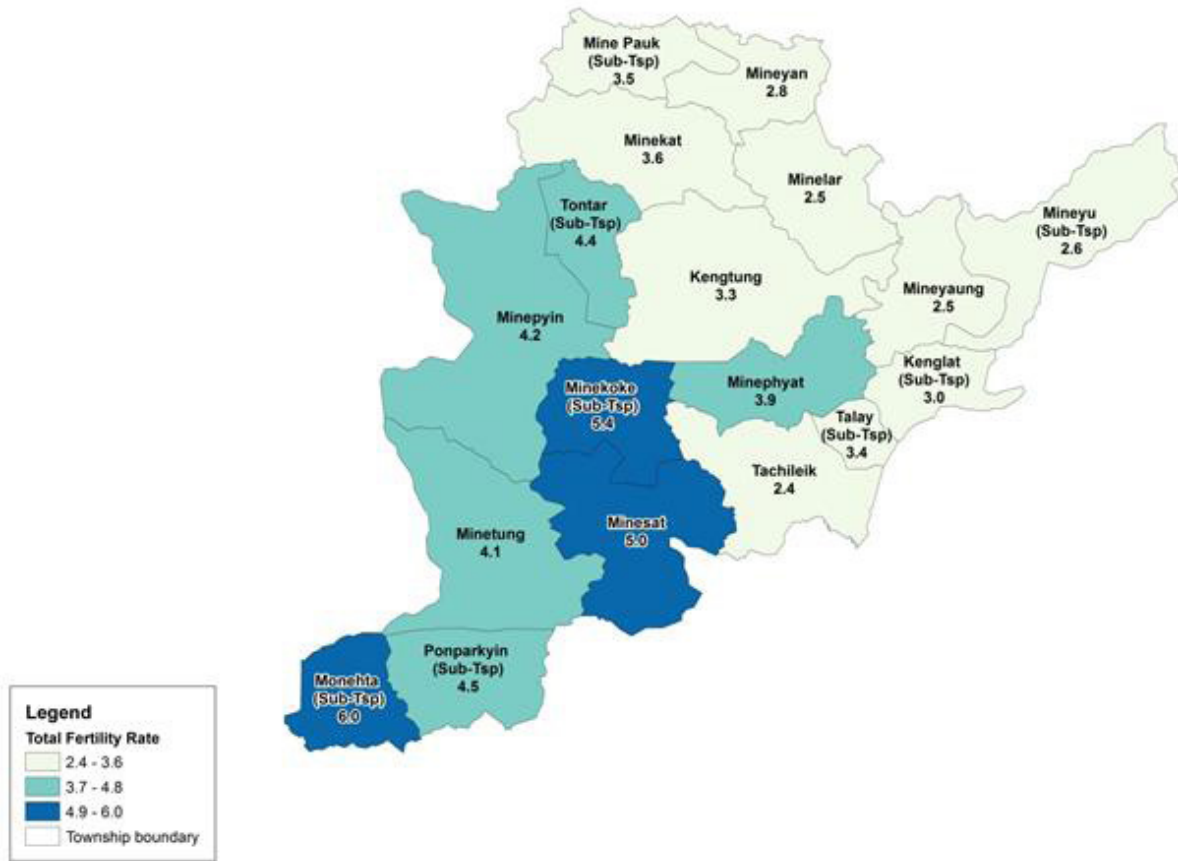 Mine Pauk
(Sub-Tsp)
3.5
Mineyan
2.8
Minekat
3.6
Minelar
2.5
Tontar
(Sub-Tsp)
4.4
Mineyu
(Sub-Tsp)
2.6
Kengtung
3.3
Mineyaung
2.5
Minepyin
4.2
Kenglat
(Sub-Tsp)
3.0
Minekoke
(Sub-Tsp)
5.4
Minephyat
3.9
Talay
(Sub-Tsp)
3.4
Tachileik
2.4
Minesat
5.0
Minetung
4.1
Ponparkyin
(Sub-Tsp)
4.5
Monehta
(Sub-Tsp)
6.0
Legend
Total Fertility Rate
2.4 - 3.6
3.7 - 4.8
4.9 - 6.0
Township boundary